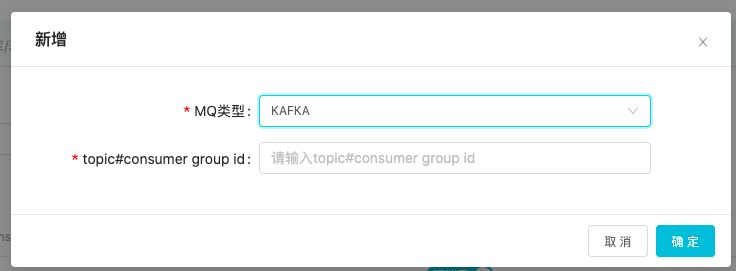 新增
* MQ类型:
KAFKA
* topic#consumer group id:
请输入topic#consumer group id
取 消
确 定